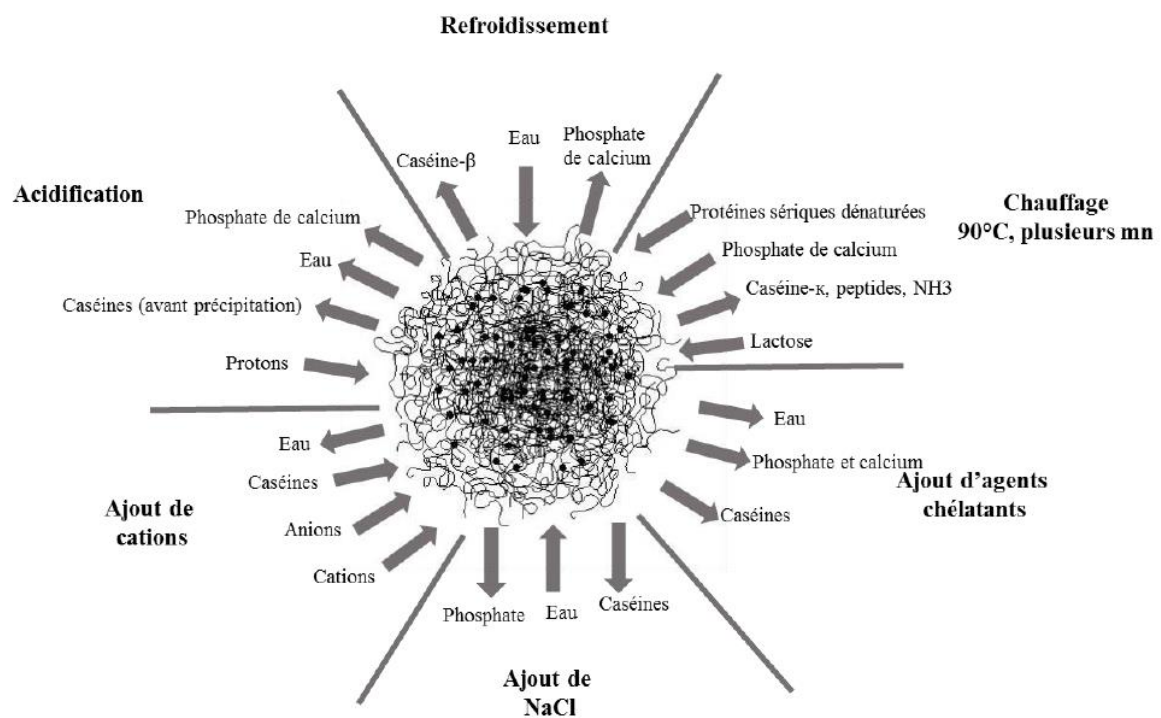 Refroidissement
Eau
Phosphate
de calcium
Caséine-β
Acidification
Phosphate de calcium
Eau
Caséines (avant précipitation)
Protons
Protéines sériques dénaturées
Chauffage
90°C, plusieurs mn
Phosphate de calcium
Caséine-κ, peptides, NH3
Lactose
Eau
Phosphate et calcium
Ajout d’agents
chélatants
Caséines
Eau
Caséines
Ajout de
cations
Anions
Cations
Phosphate
Eau
Caséines
Ajout de
NaCl